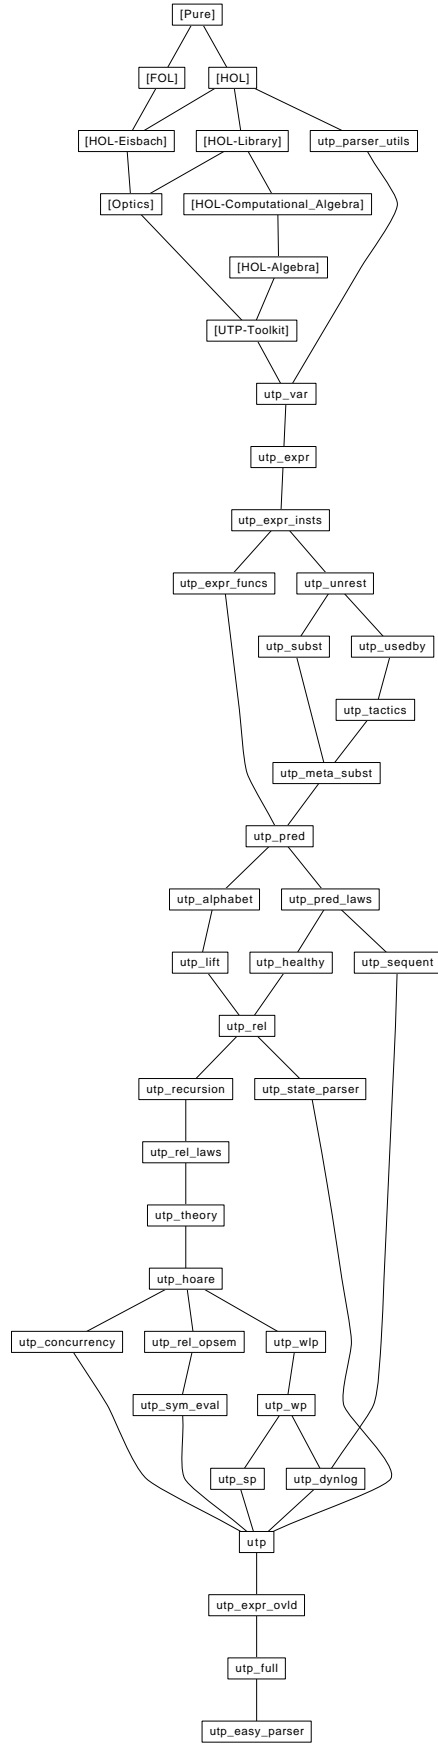 [Pure]
[FOL]
[HOL]
[HOL-Eisbach]
[HOL-Library]
utp_parser_utils
[Optics]
[HOL-Computational_Algebra]
[HOL-Algebra]
[UTP-Toolkit]
utp_var
utp_expr
utp_expr_insts
utp_expr_funcs
utp_unrest
utp_subst
utp_usedby
utp_tactics
utp_meta_subst
utp_pred
utp_alphabet
utp_pred_laws
utp_lift
utp_healthy
utp_sequent
utp_rel
utp_recursion
utp_state_parser
utp_rel_laws
utp_theory
utp_hoare
utp_concurrency
utp_rel_opsem
utp_wlp
utp_sym_eval
utp_wp
utp_sp
utp_dynlog
utp
utp_expr_ovld
utp_full
utp_easy_parser